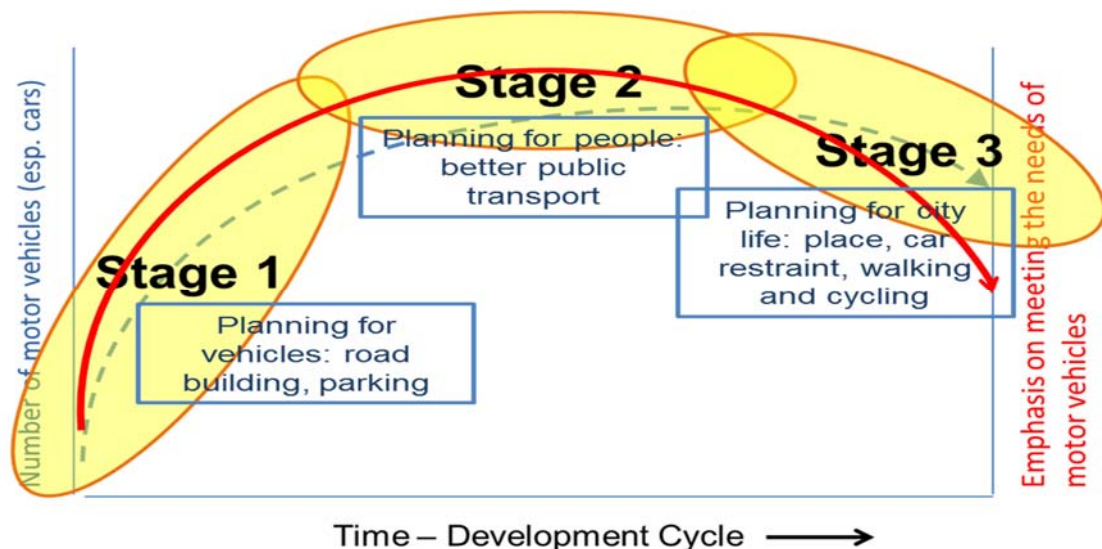 Number of motor vehicles (esp. cars)
Stage 1
Planning for
vehicles: road
building, parking
Stage 2
Planning for people:
better public
transport
Stage 3
Planning for city
life: place, car
restraint, walking
and cycling
Emphasis on meeting the needs of
motor vehicles
Time – Development Cycle